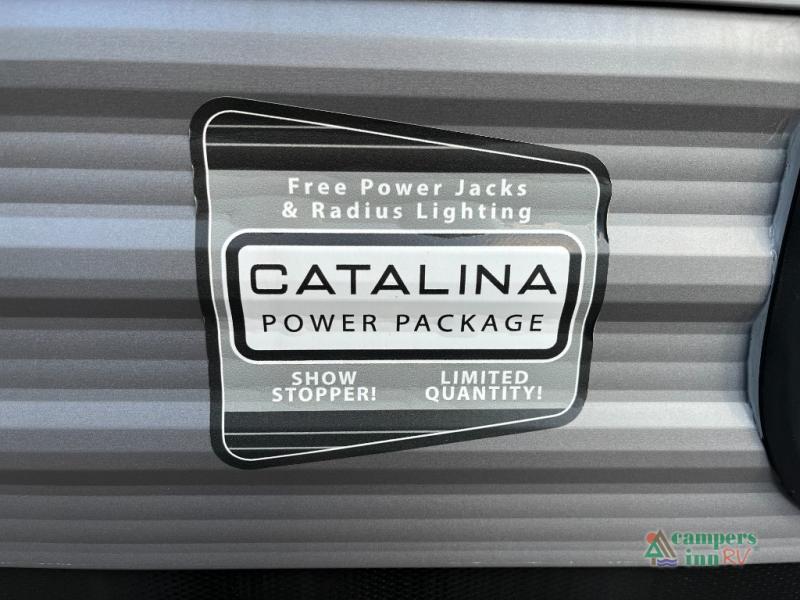 Free Power Jacks
& Radius Lighting
CATALINA
POWER PACKAGE
SHOW
STOPPER!
LIMITED
QUANTITY!
campers
inn RV